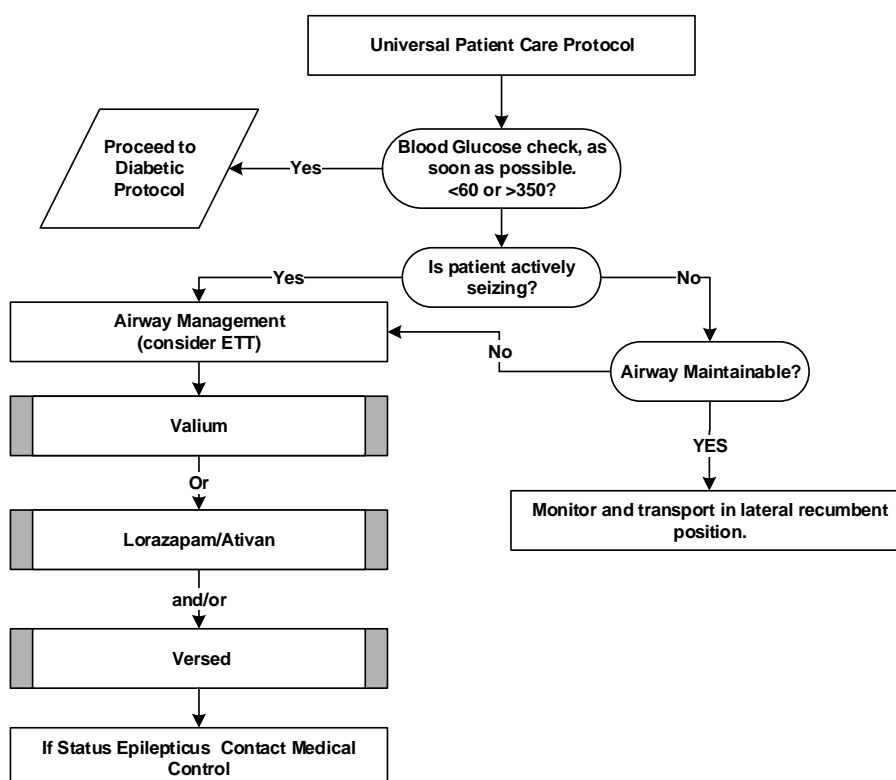 Universal Patient Care Protocol
Blood Glucose check, as
soon as possible.
<60 or >350?
Yes
Proceed to
Diabetic
Protocol
Is patient actively
seizing?
Yes
No
Airway Management
(consider ETT)
No
Airway Maintainable?
Valium
YES
Or
Monitor and transport in lateral recumbent
position.
Lorazapam/Ativan
and/or
Versed
If Status Epilepticus  Contact Medical
Control